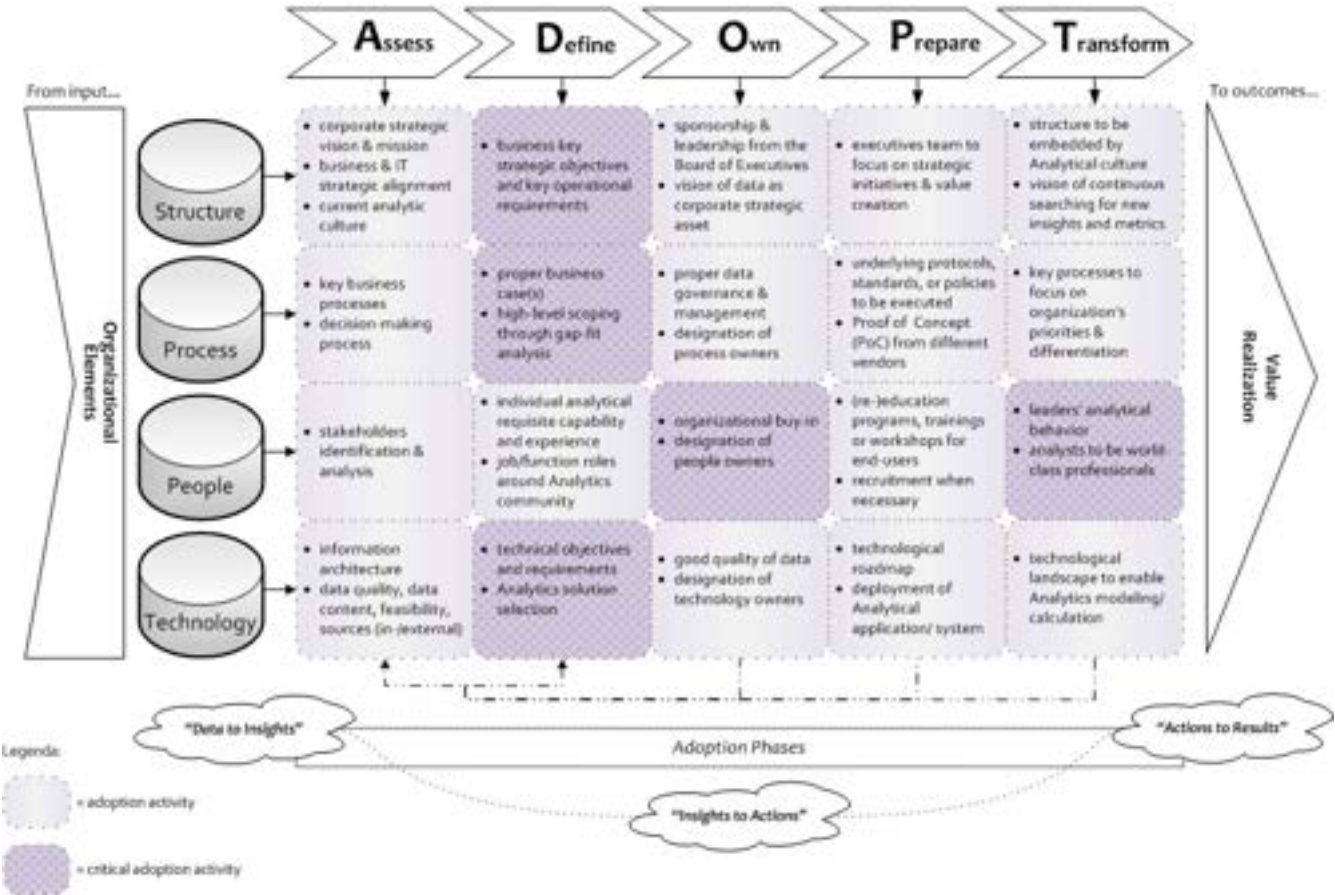 Assess
Define
Own
Prepare
Transform
From input....
To outcomes...
Organizational
Elements
Structure
• corporate strategic
vision & mission
• business & IT
strategic alignment
• current analytic
culture
• business key
strategic objectives
and key operational
requirements
• sponsorship &
leadership from the
Board of Executives
• vision of data as
corporate strategic
asset
• executives team to
focus on strategic
initiatives & value
creation
• structure to be
embedded by
Analytical culture
• vision of continuous
searching for new
insights and metrics
Process
• key business
processes
• decision-making
process
• proper business
case(s)
• high-level scoping
through gap-fit
analysis
• proper data
governance &
management
• designation of
process owners
• underlying protocols,
standards, or policies
to be executed
• Proof of Concept
(PoC) from different
vendors
• key processes to
focus on
organization's
priorities &
differentiation
People
• stakeholders
identification &
analysis
• individual analytical
requisite capability
and experience
• job/function roles
around Analytics
community
• organizational buy-in
• designation of
people owners
• (re-)education
programs, trainings
or workshops for
end-users
• recruitment when
necessary
• leaders' analytical
behavior
• analysts to be world-
class professionals
Technology
• information
architecture
• data quality, data
content, feasibility,
sources (in-/external)
• technical objectives
and requirements
• Analytics solution
selection
• good quality of data
• designation of
technology owners
• technological
roadmap
• deployment of
Analytical
application/ system
• technological
landscape to enable
Analytics modeling/
calculation
Value
Realization
"Data to Insights"
Adoption Phases
"Actions to Results"
"Insights to Actions"
Legenda:
= adoption activity
= critical adoption activity